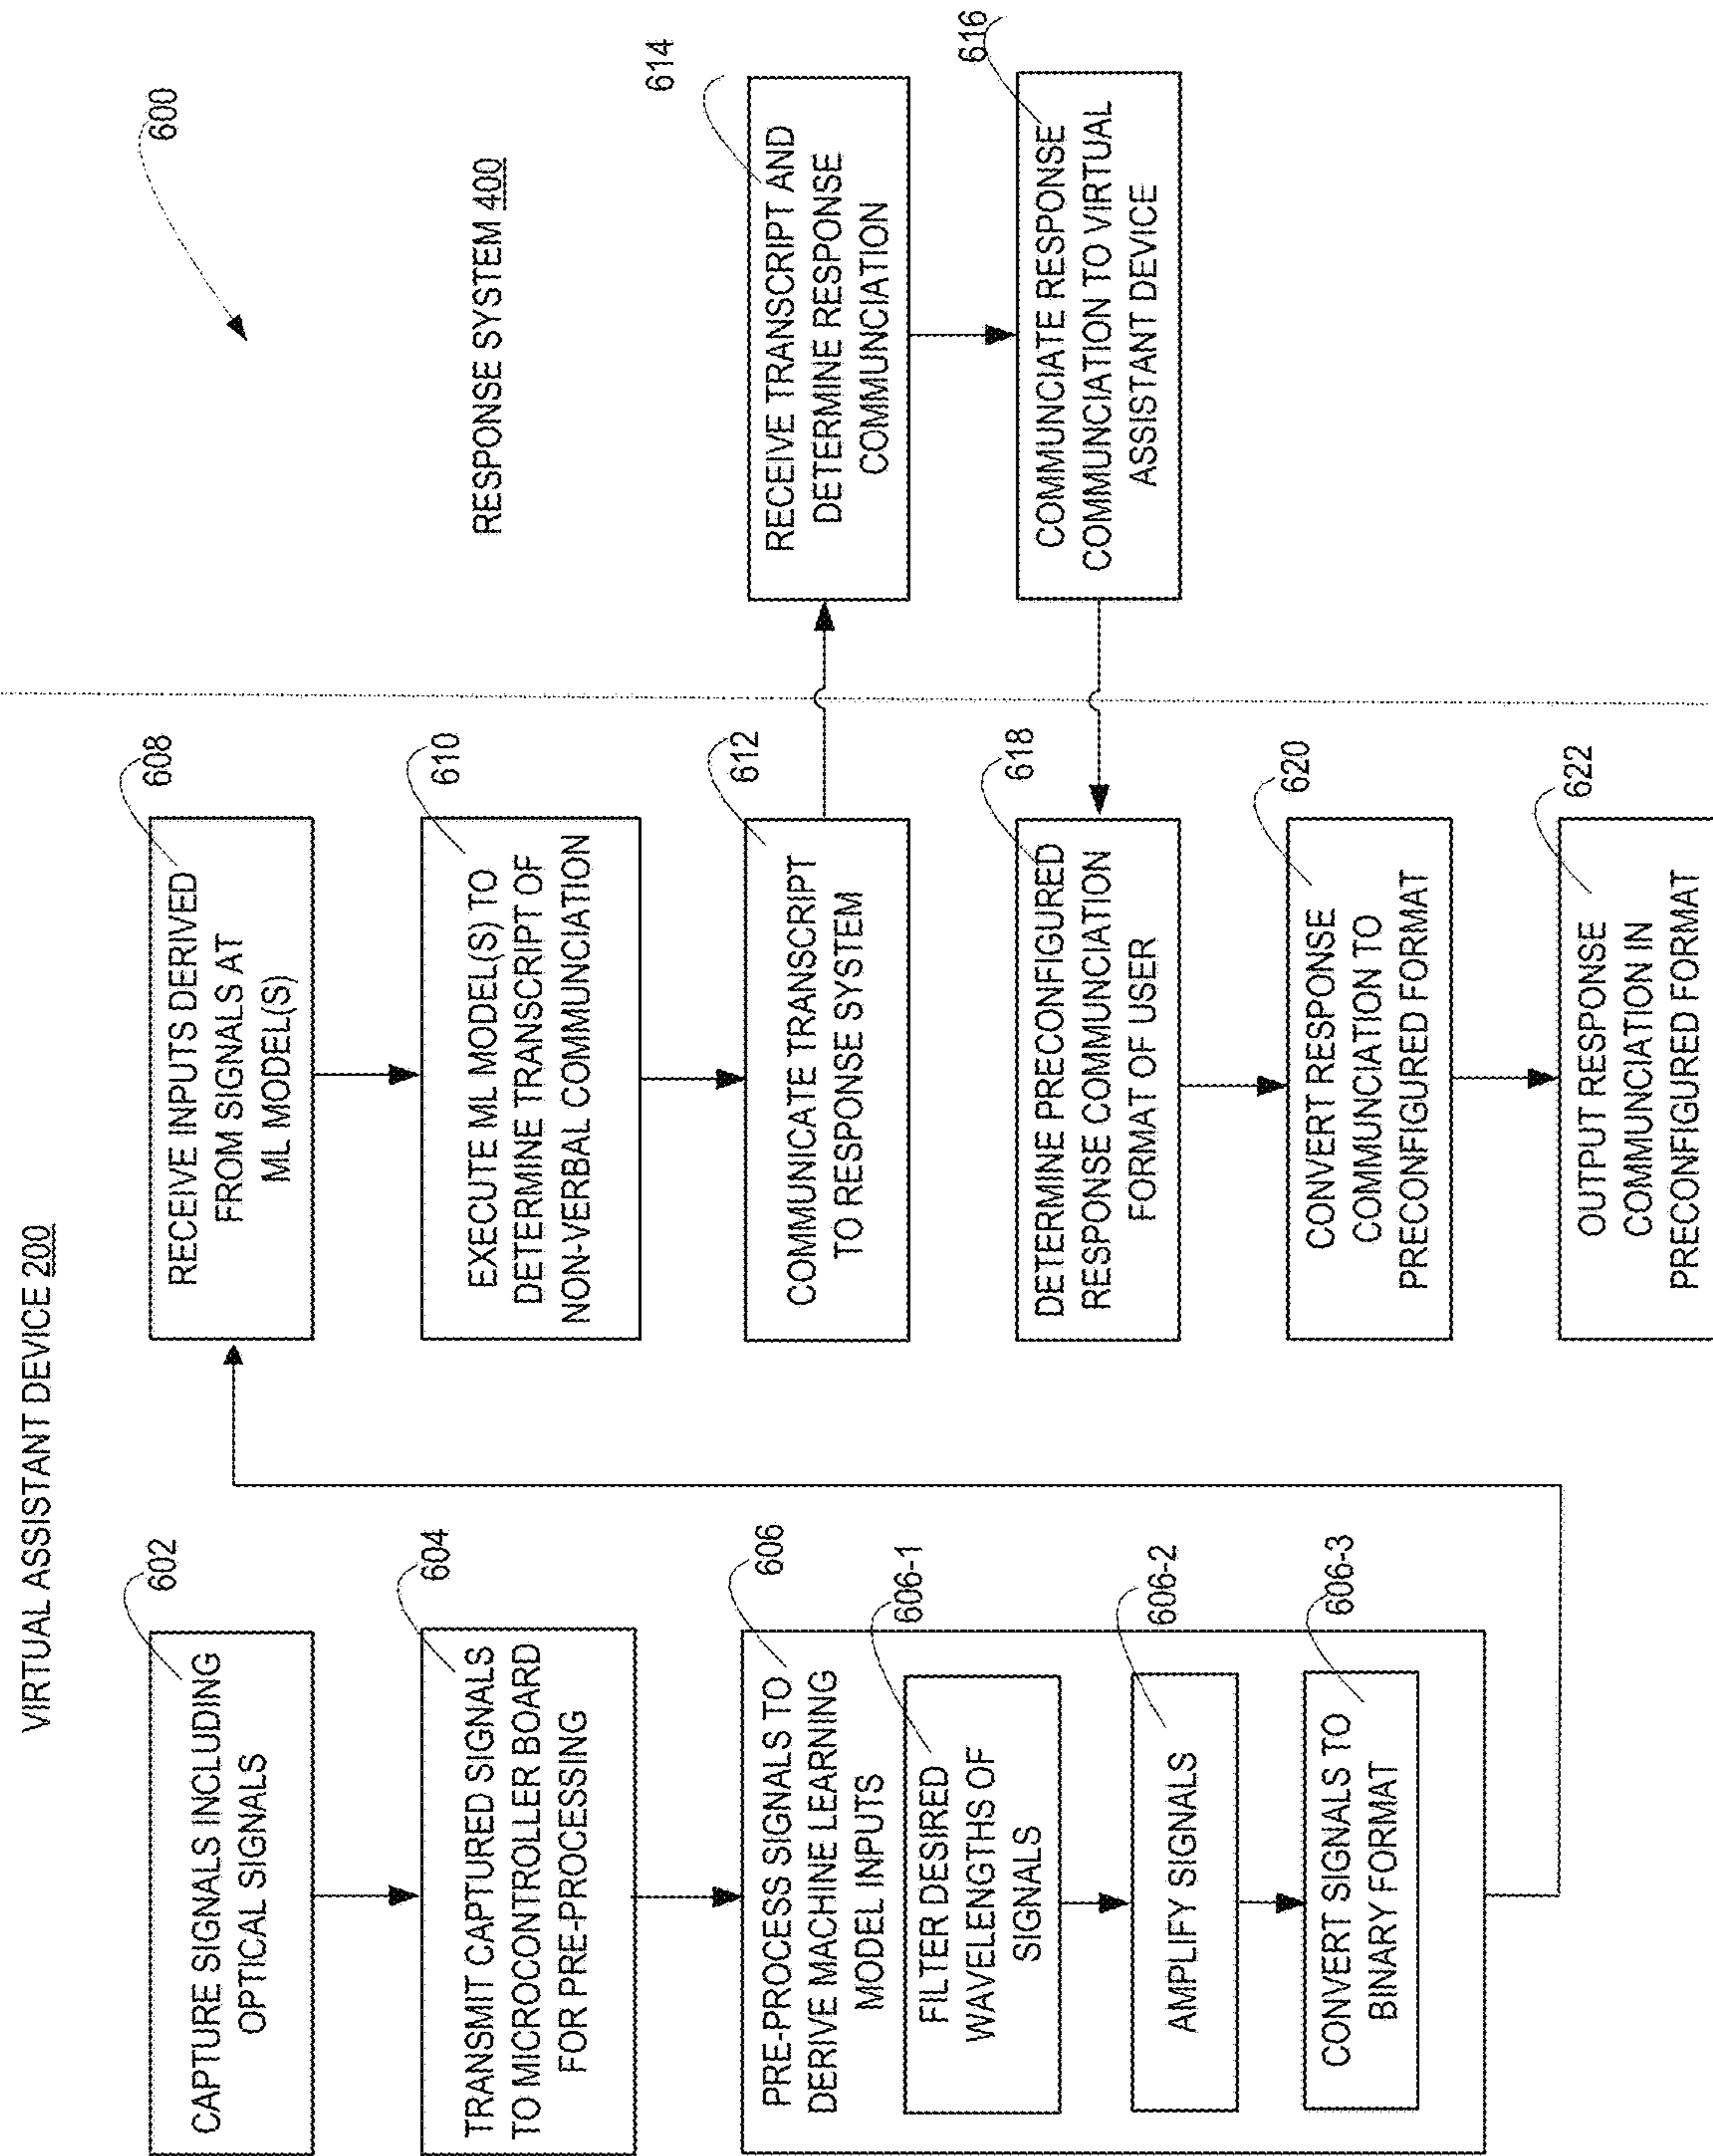 600
VIRTUAL ASSISTANT DEVICE 200
RESPONSE SYSTEM 400
602
CAPTURE SIGNALS INCLUDING
OPTICAL SIGNALS
604
TRANSMIT CAPTURED SIGNALS
TO MICROCONTROLLER BOARD
FOR PRE-PROCESSING
606
PRE-PROCESS SIGNALS TO
DERIVE MACHINE LEARNING
MODEL INPUTS
606-1
FILTER DESIRED
WAVELENGTHS OF
SIGNALS
606-2
AMPLIFY SIGNALS
606-3
CONVERT SIGNALS TO
BINARY FORMAT
608
RECEIVE INPUTS DERIVED
FROM SIGNALS AT
ML MODEL(S)
610
EXECUTE ML MODEL(S) TO
DETERMINE TRANSCRIPT OF
NON-VERBAL COMMUNCIATION
612
COMMUNICATE TRANSCRIPT
TO RESPONSE SYSTEM
614
RECEIVE TRANSCRIPT AND
DETERMINE RESPONSE
COMMUNCIATION
616
COMMUNCIATE RESPONSE
COMMUNCIATION TO VIRTUAL
ASSISTANT DEVICE
618
DETERMINE PRECONFIGURED
RESPONSE COMMUNCIATION
FORMAT OF USER
620
CONVERT RESPONSE
COMMUNCIATION TO
PRECONFIGURED FORMAT
622
OUTPUT RESPONSE
COMMUNCIATION IN
PRECONFIGURED FORMAT